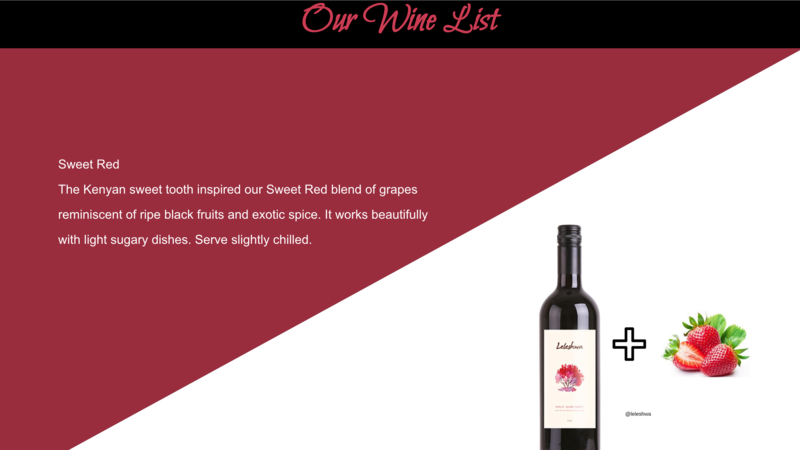 Our Wine List
Sweet Red
The Kenyan sweet tooth inspired our Sweet Red blend of grapes
reminiscent of ripe black fruits and exotic spice. It works beautifully
with light sugary dishes. Serve slightly chilled.
Leleshwa
@leleshwa